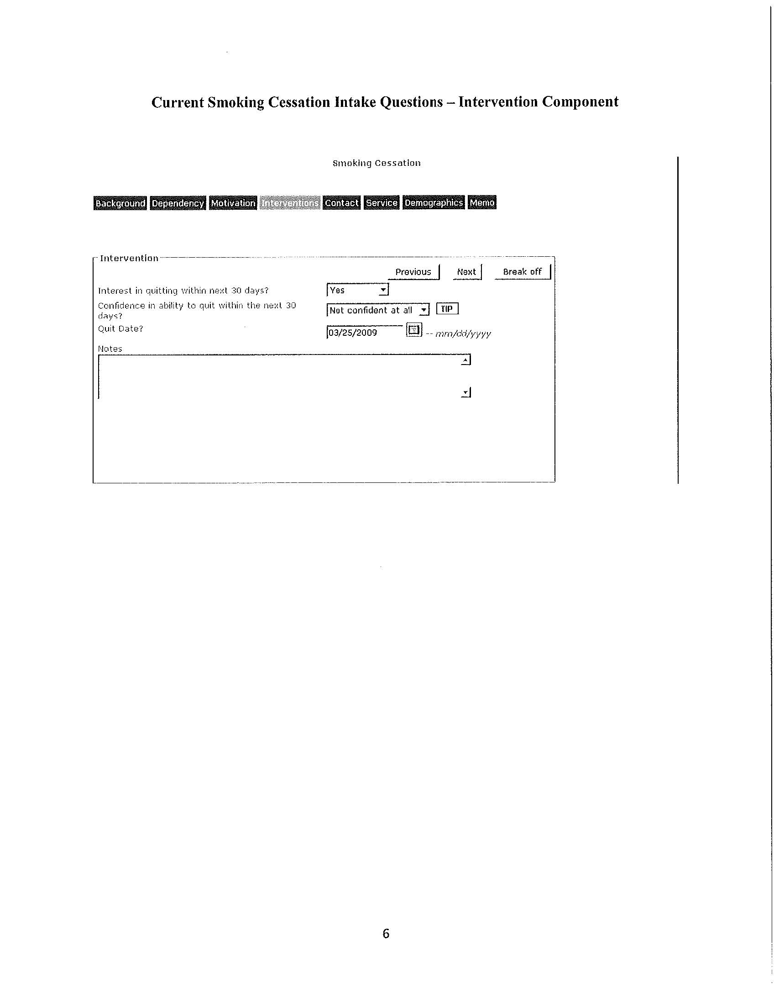 Current Smoking Cessation Intake Questions – Intervention Component
Smoking Cessation
Background Dependency Motivation Interventions Contact Service Demographics Memo
Intervention
Previous Next Break off
Interest in quitting within next 30 days? Yes
Confidence in ability to quit within the next 30
days? Not confident at all TIP
Quit Date? 03/25/2009 -- mm/dd/yyyy
Notes
6